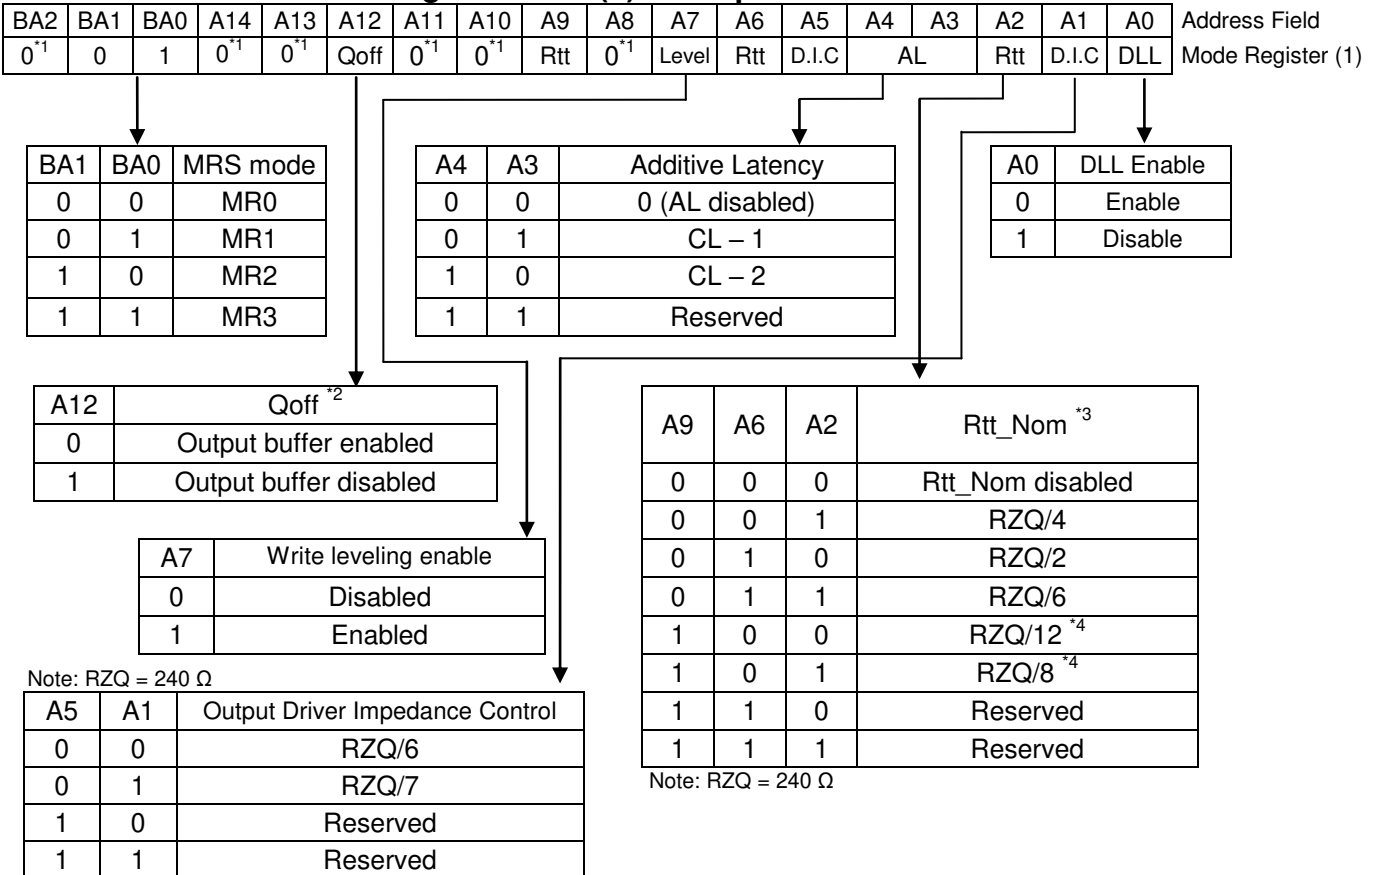 BA2 BA1 BA0 A14 A13 A12 A11 A10 A9 A8 A7 A6 A5 A4 A3 A2 A1 A0 Address Field
0*1 0 1 0*1 0*1 Qoff 0*1 0*1 Rtt 0*1 Level Rtt D.I.C AL Rtt D.I.C DLL Mode Register (1)
BA1 BA0 MRS mode
0 0 MR0
0 1 MR1
1 0 MR2
1 1 MR3
A4 A3 Additive Latency
0 0 0 (AL disabled)
0 1 CL – 1
1 0 CL – 2
1 1 Reserved
A0 DLL Enable
0 Enable
1 Disable
A12 Qoff *2
0 Output buffer enabled
1 Output buffer disabled
A7 Write leveling enable
0 Disabled
1 Enabled
Note: RZQ = 240 Ω
A5 A1 Output Driver Impedance Control
0 0 RZQ/6
0 1 RZQ/7
1 0 Reserved
1 1 Reserved
A9 A6 A2 Rtt_Nom *3
0 0 0 Rtt_Nom disabled
0 0 1 RZQ/4
0 1 0 RZQ/2
0 1 1 RZQ/6
1 0 0 RZQ/12 *4
1 0 1 RZQ/8 *4
1 1 0 Reserved
1 1 1 Reserved
Note: RZQ = 240 Ω